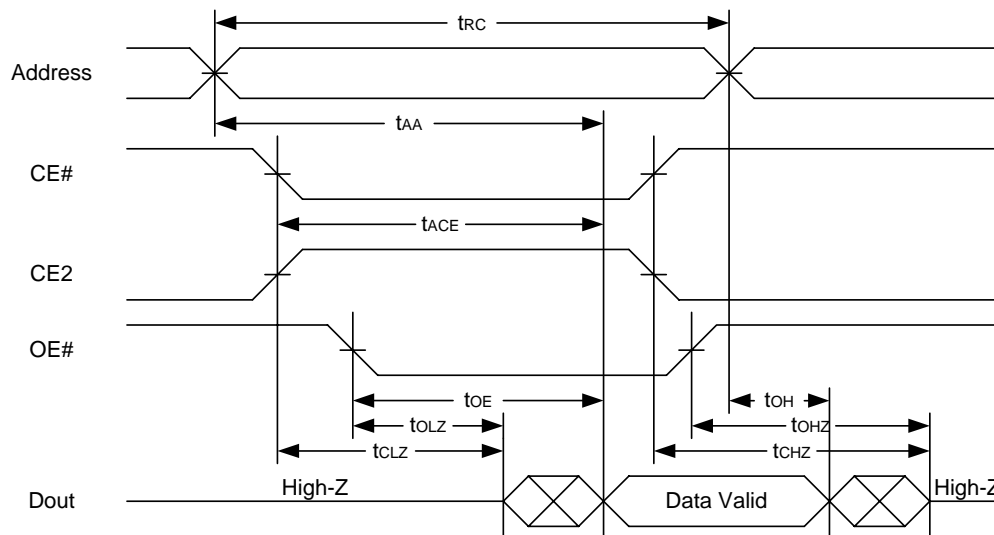 tRC
Address
tAA
CE#
tACE
CE2
OE#
tOE
tOH
tOLZ
tOHZ
tCLZ
tCHZ
Dout
High-Z
Data Valid
High-Z